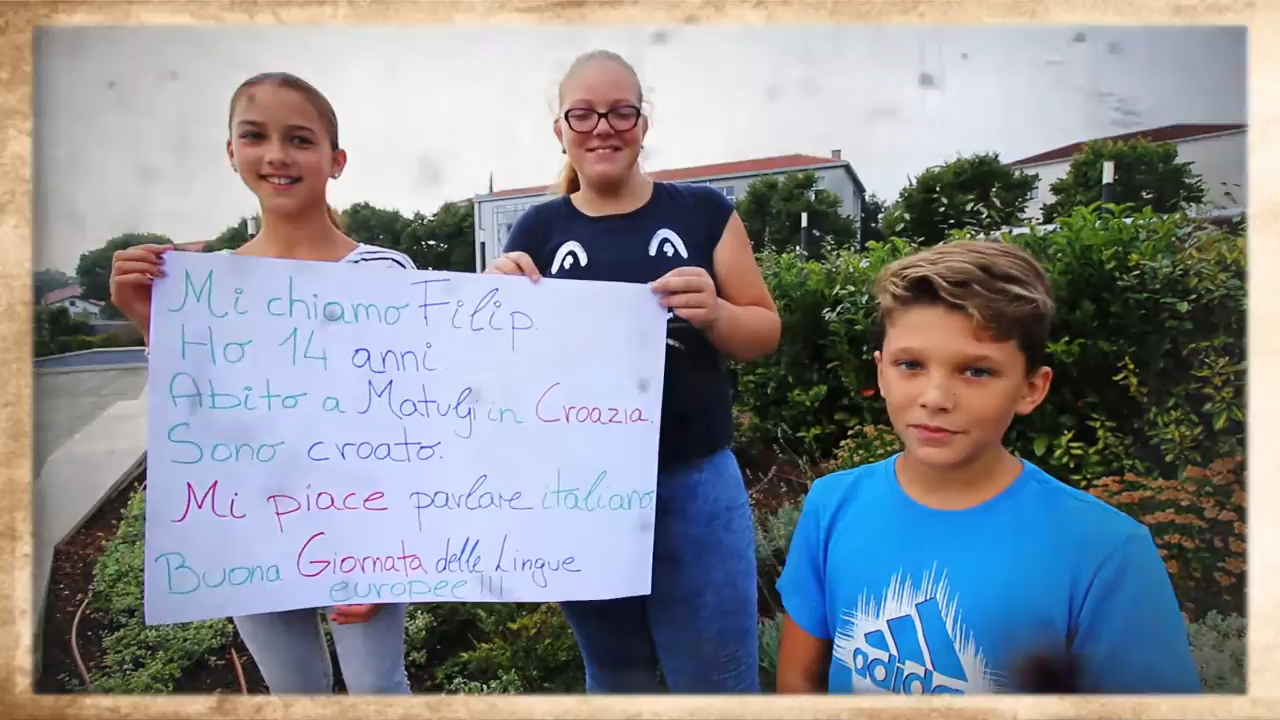 Mi chiamo Filip.
Ho 14 anni.
Abito a Matulji in Croazia.
Sono croato.
Mi piace parlare italiano.
Buona Giornata delle Lingue
europee!!!
adidas